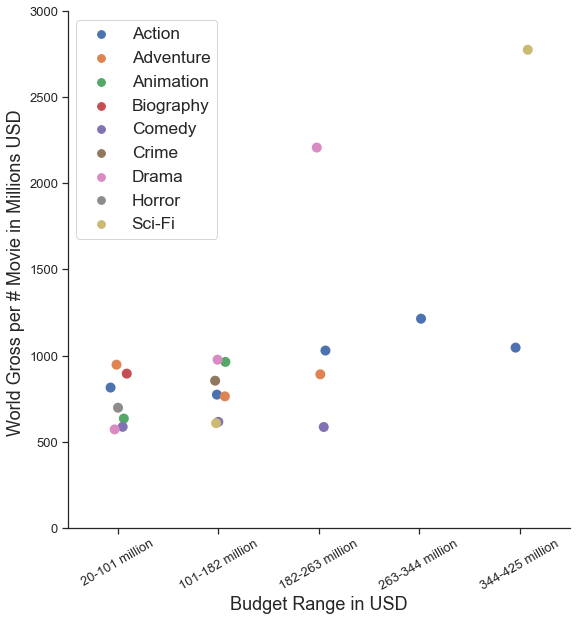 3000
2500
2000
1500
1000
500
0
World Gross per # Movie in Millions USD
Action
Adventure
Animation
Biography
Comedy
Crime
Drama
Horror
Sci-Fi
20-101 million
101-182 million
182-263 million
263-344 million
344-425 million
Budget Range in USD